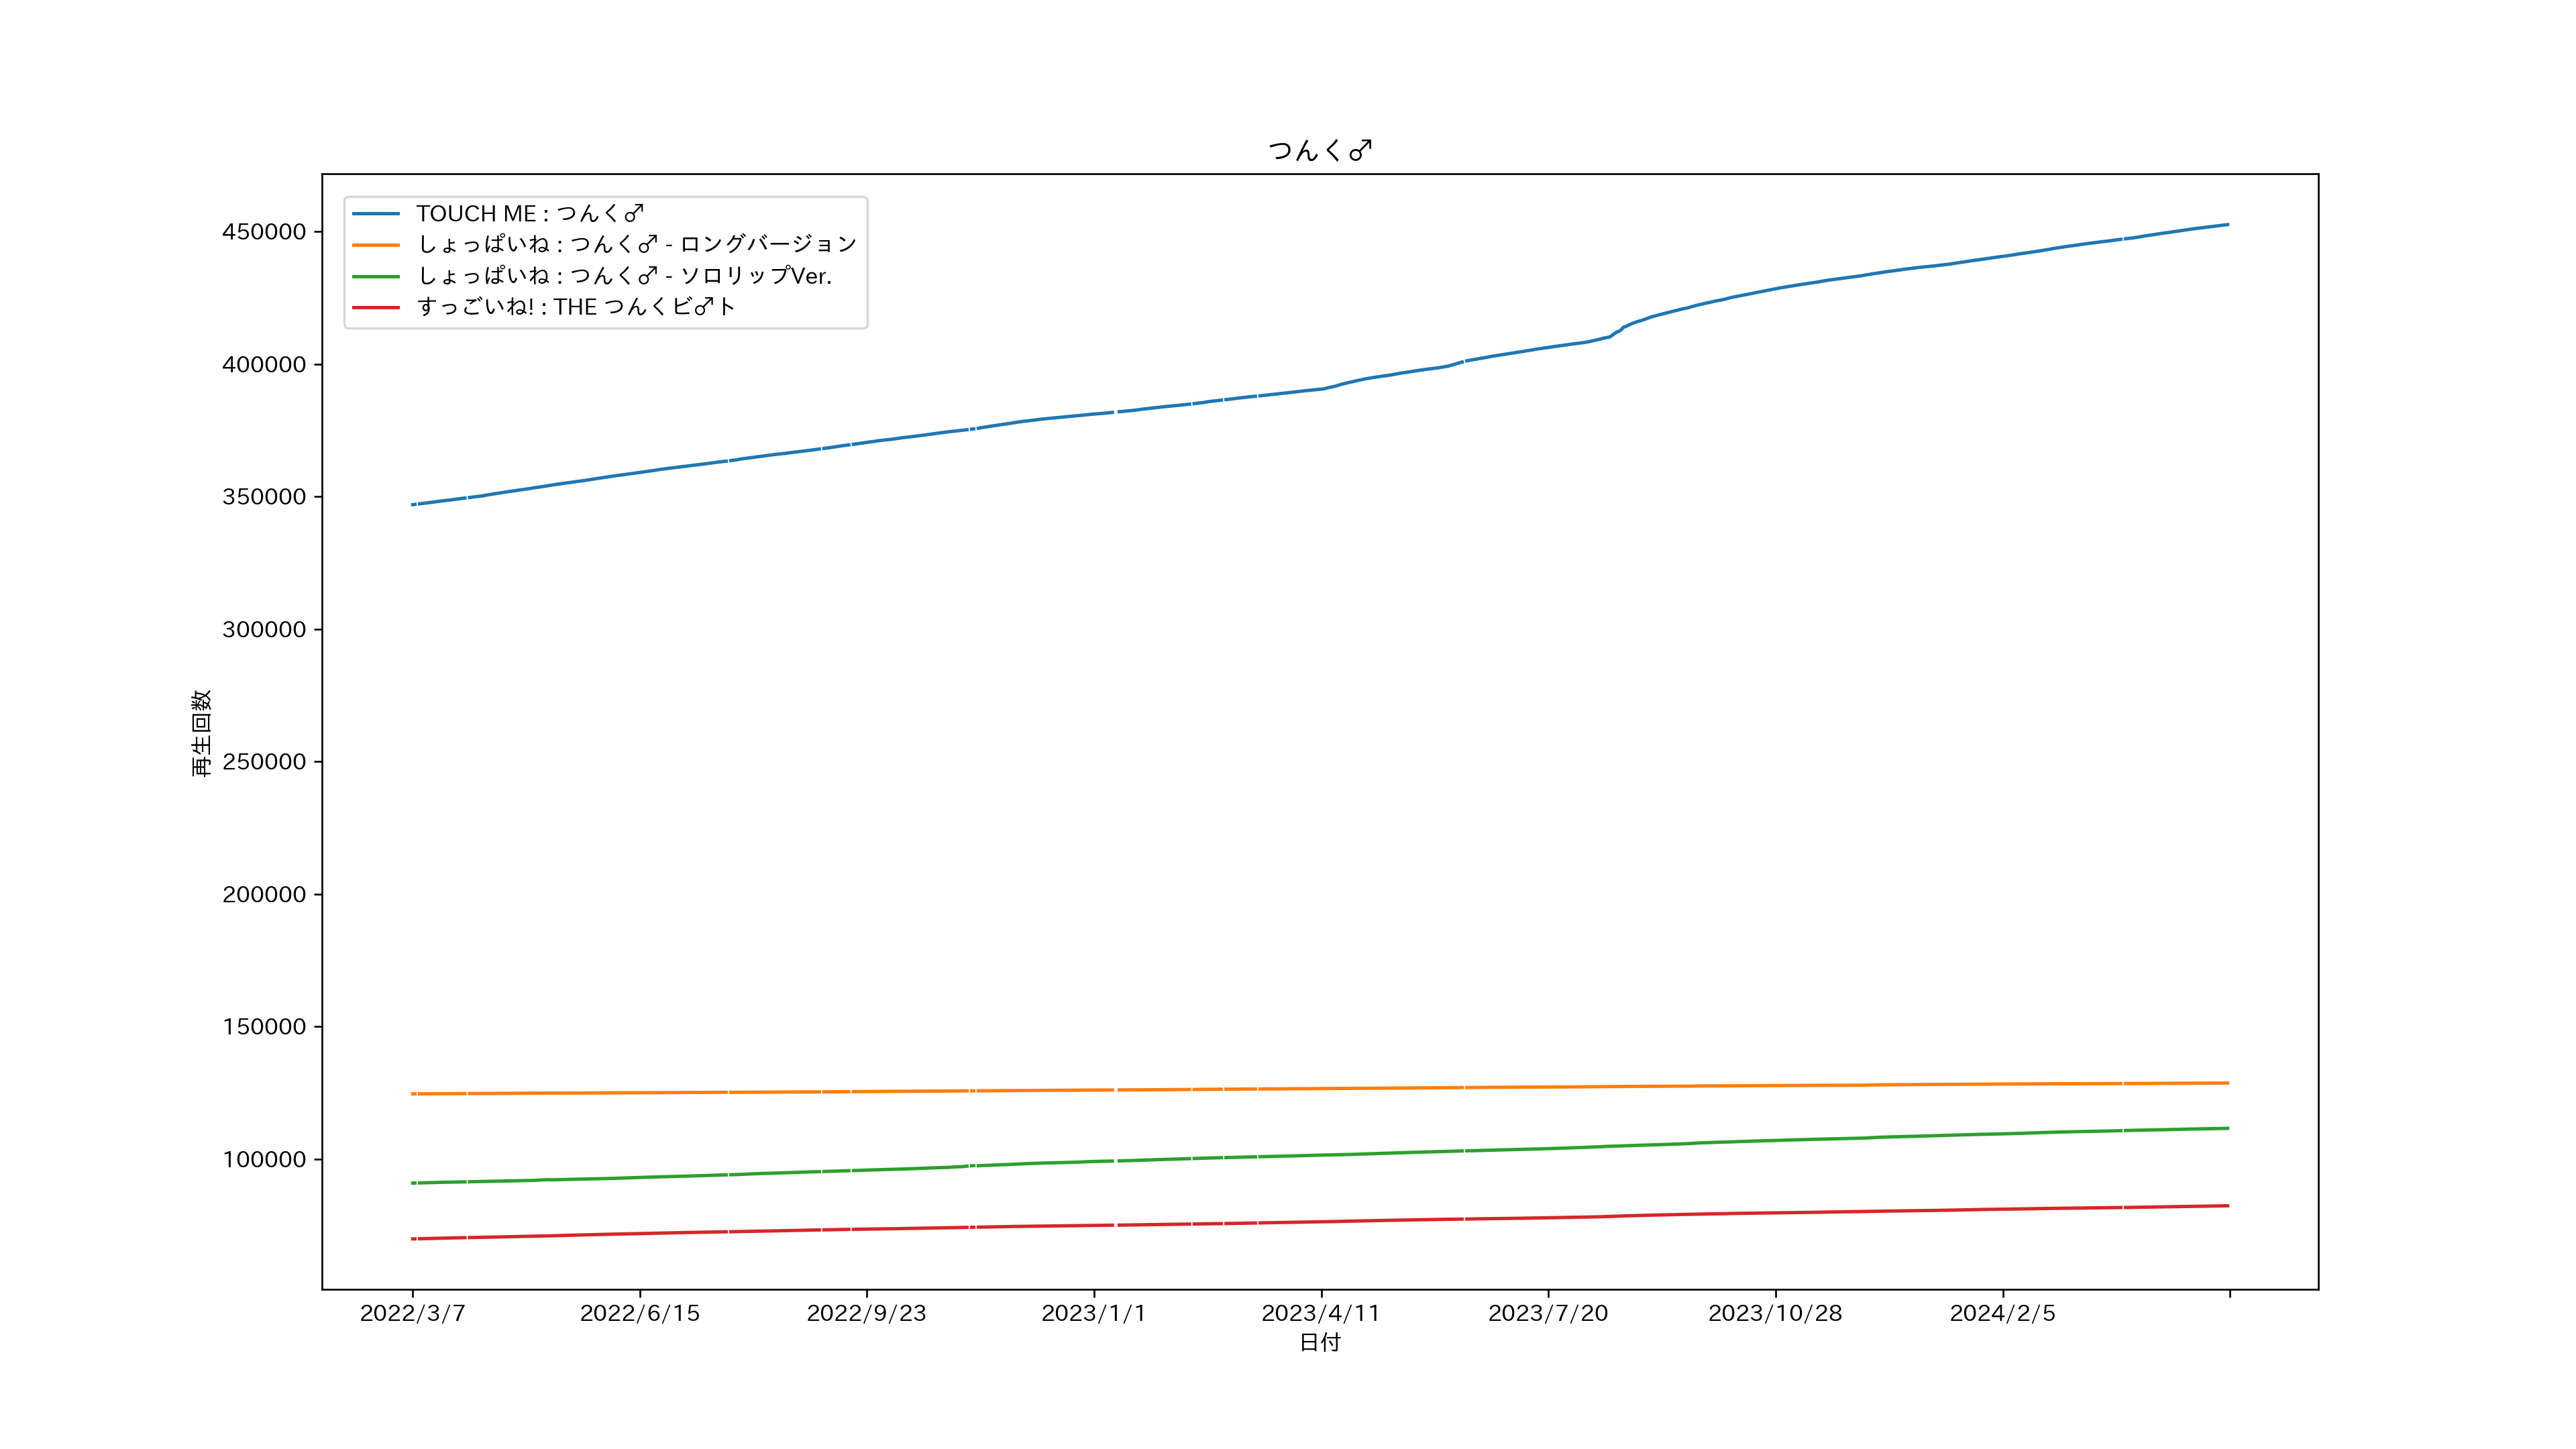 つんく♂
TOUCH ME : つんく♂
しょっぱいね : つんく♂ - ロングバージョン
しょっぱいね : つんく♂ - ソロリップVer.
すっごいね! : THE つんくビ♂ト
450000
400000
350000
300000
250000
200000
150000
100000
再生回数
2022/3/7 2022/6/15 2022/9/23 2023/1/1 2023/4/11 2023/7/20 2023/10/28 2024/2/5
日付